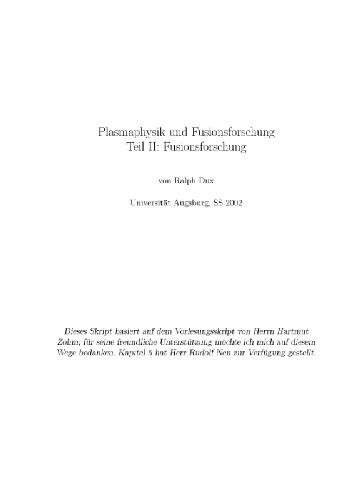 Plasmaphysik und Fusionsforschung
Teil II: Fusionsforschung
von Ralph Dux
Universität Augsburg, SS 2002
Dieses Skript basiert auf dem Vorlesungsskript von Herrn Hartmut
Zohm; für seine freundliche Unterstützung möchte ich mich auf diesem
Wege bedanken. Kapitel 5 hat Herr Rudolf Neu zur Verfügung gestellt.